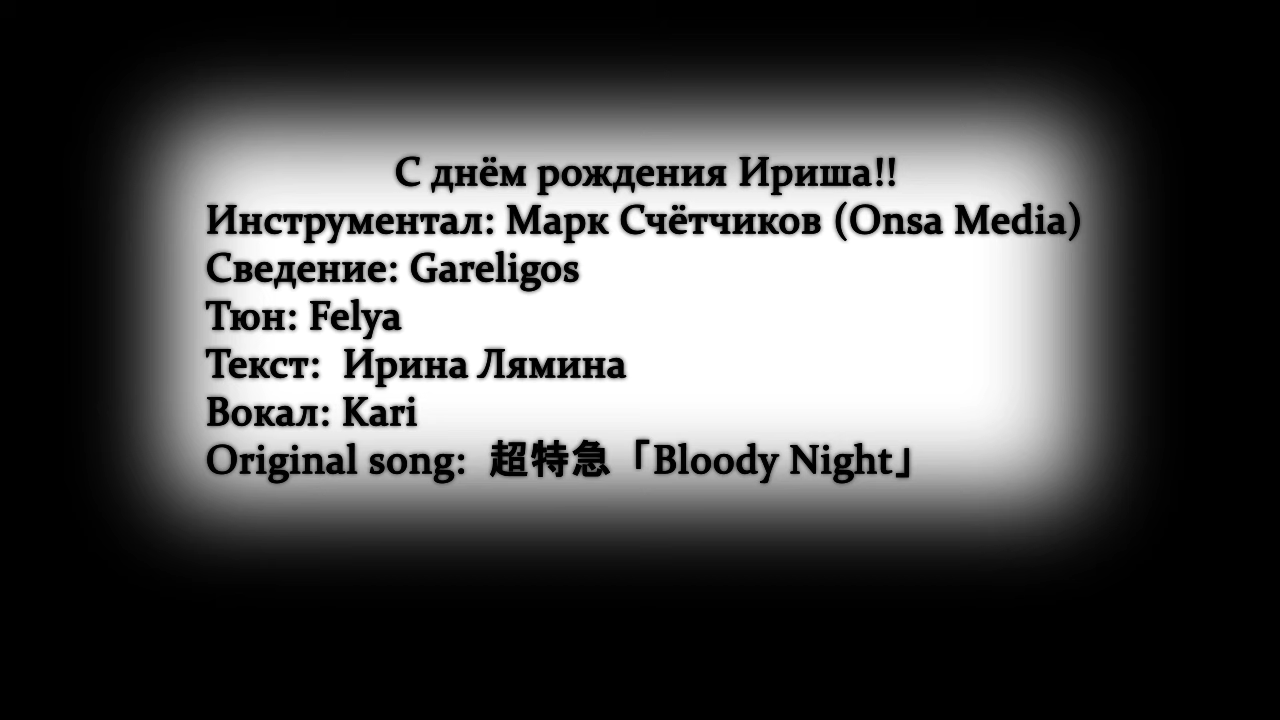 С днём рождения Ириша!!
Инструментал: Марк Счётчиков (Onsa Media)
Сведение: Gareligos
Тюн: Felya
Текст:  Ирина Лямина
Вокал: Kari
Original song:  超特急「Bloody Night」